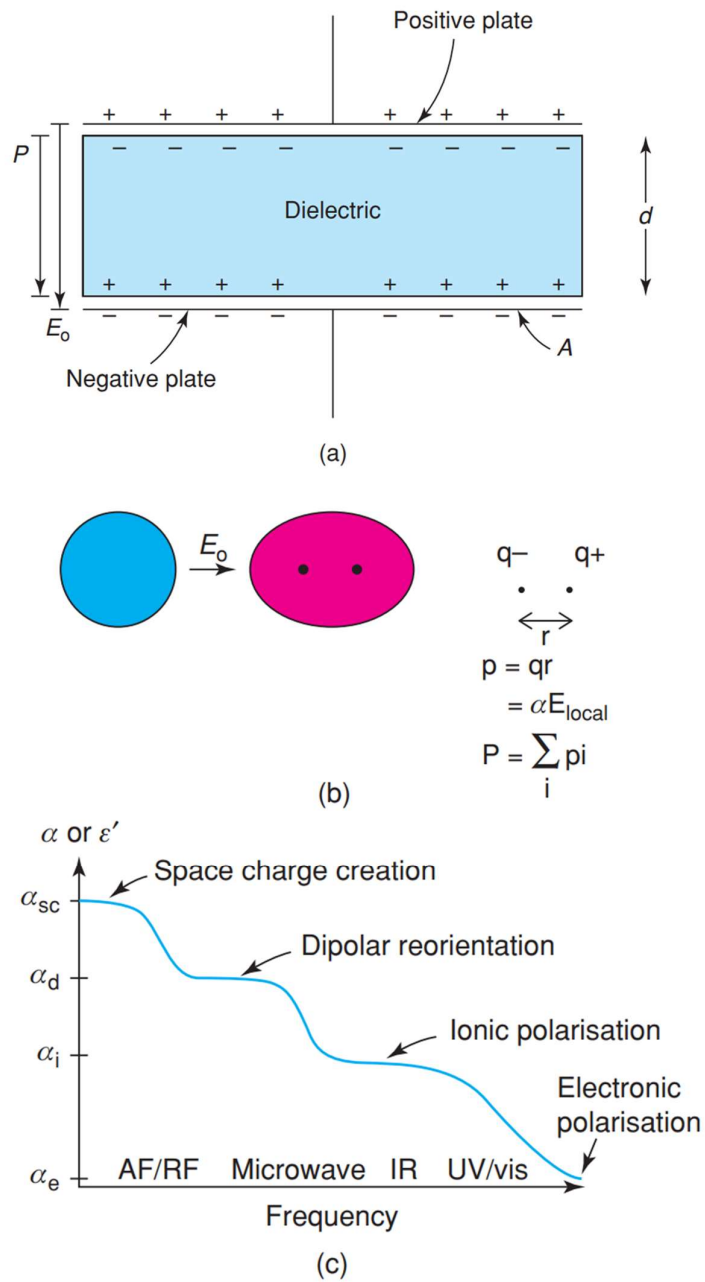 Positive plate
+ + + + + + + +
P
– – – – – – – –
Dielectric
d
+ + + + + + + +
Eo
– – – – – – – –
A
Negative plate
(a)
Eo
q– q+
r
p = qr
= αElocal
P = ∑ pi
i
(b)
α or ε′
αsc
Space charge creation
αd
Dipolar reorientation
αi
Ionic polarisation
Electronic
polarisation
αe
AF/RF Microwave IR UV/vis
Frequency
(c)